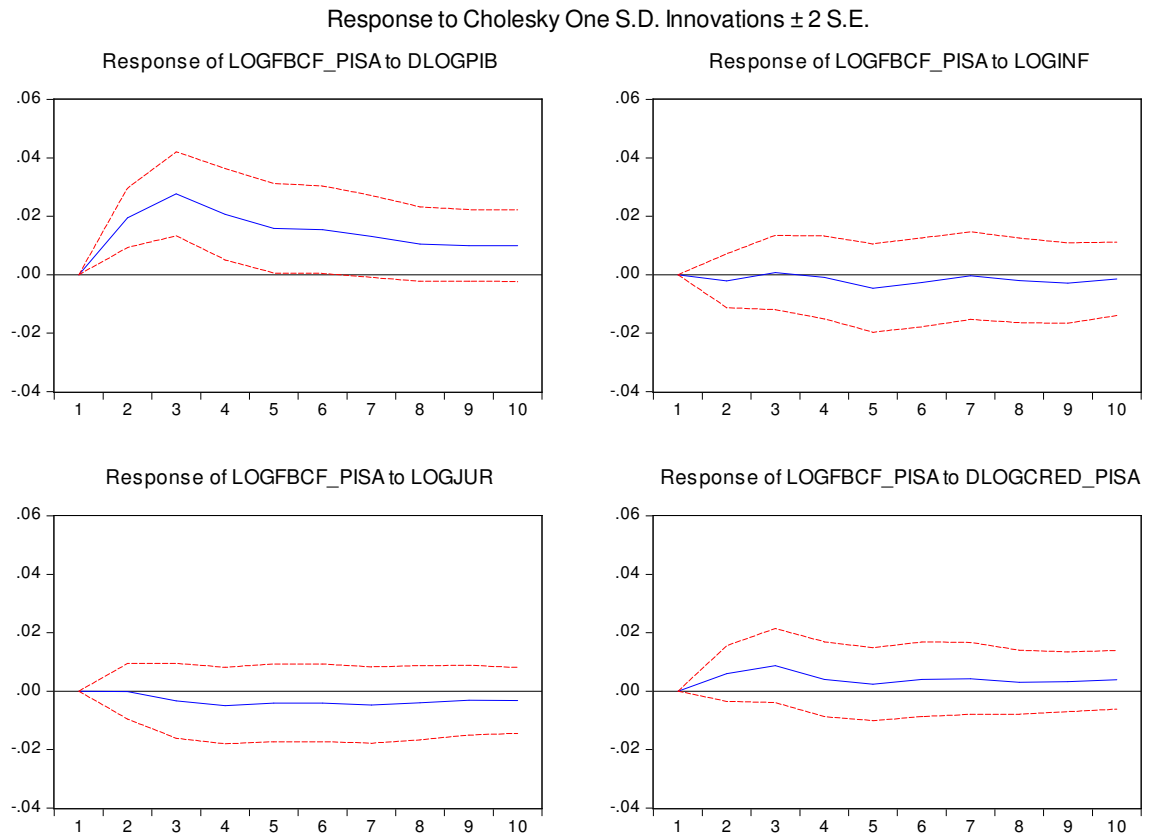 Response to Cholesky One S.D. Innovations ± 2 S.E.
Response of LOGFBCF_PISA to DLOGPIB
.06
.04
.02
.00
-.02
-.04
1 2 3 4 5 6 7 8 9 10
Response of LOGFBCF_PISA to LOGINF
.06
.04
.02
.00
-.02
-.04
1 2 3 4 5 6 7 8 9 10
Response of LOGFBCF_PISA to LOGJUR
.06
.04
.02
.00
-.02
-.04
1 2 3 4 5 6 7 8 9 10
Response of LOGFBCF_PISA to DLOGCRED_PISA
.06
.04
.02
.00
-.02
-.04
1 2 3 4 5 6 7 8 9 10